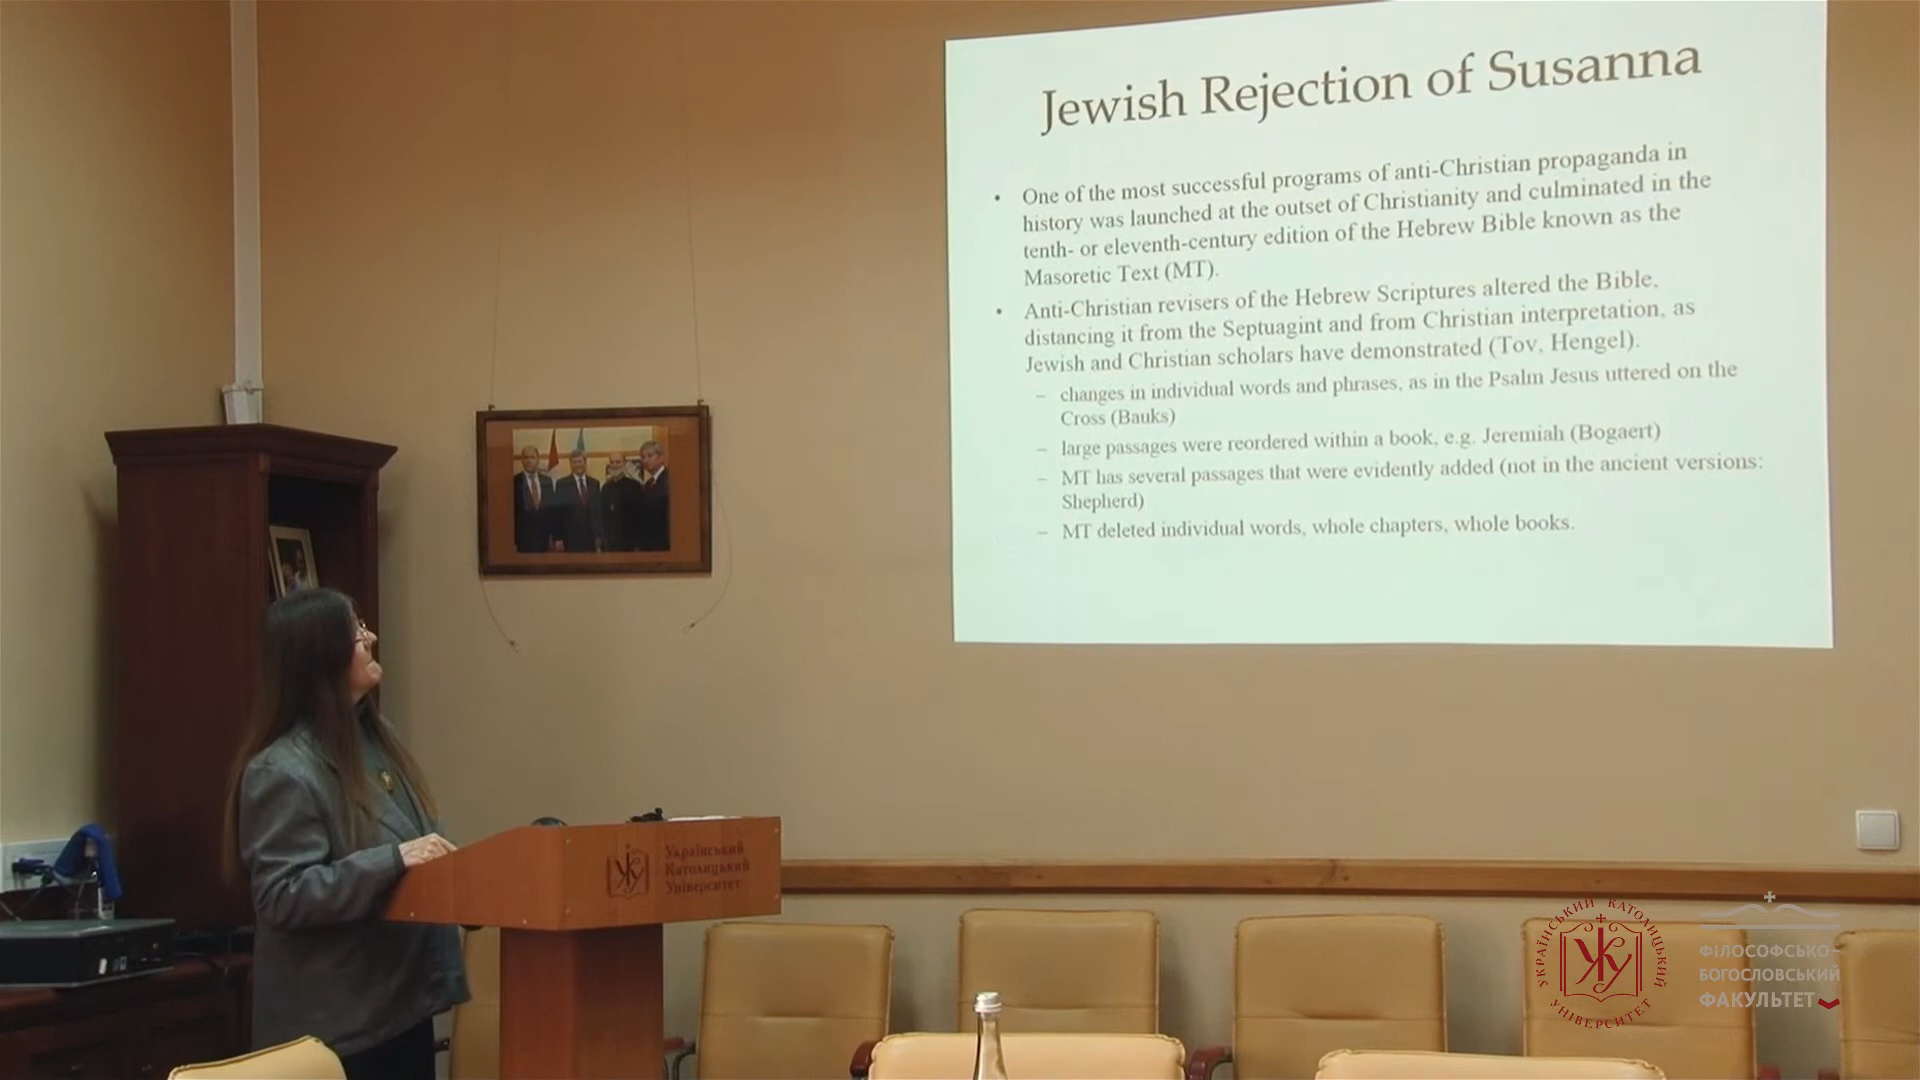 Jewish Rejection of Susanna
• One of the most successful programs of anti-Christian propaganda in
history was launched at the outset of Christianity and culminated in the
tenth- or eleventh-century edition of the Hebrew Bible known as the
Masoretic Text (MT).
• Anti-Christian revisers of the Hebrew Scriptures altered the Bible,
distancing it from the Septuagint and from Christian interpretation, as
Jewish and Christian scholars have demonstrated (Tov, Hengel).
– changes in individual words and phrases, as in the Psalm Jesus uttered on the
Cross (Bauks)
– large passages were reordered within a book, e.g. Jeremiah (Bogaert)
– MT has several passages that were evidently added (not in the ancient versions:
Shepherd)
– MT deleted individual words, whole chapters, whole books.
Український
Католицький
Університет
УКРАЇНСЬКИЙ КАТОЛИЦЬКИЙ
УНІВЕРСИТЕТ
ФІЛОСОФСЬКО-
БОГОСЛОВСЬКИЙ
ФАКУЛЬТЕТ